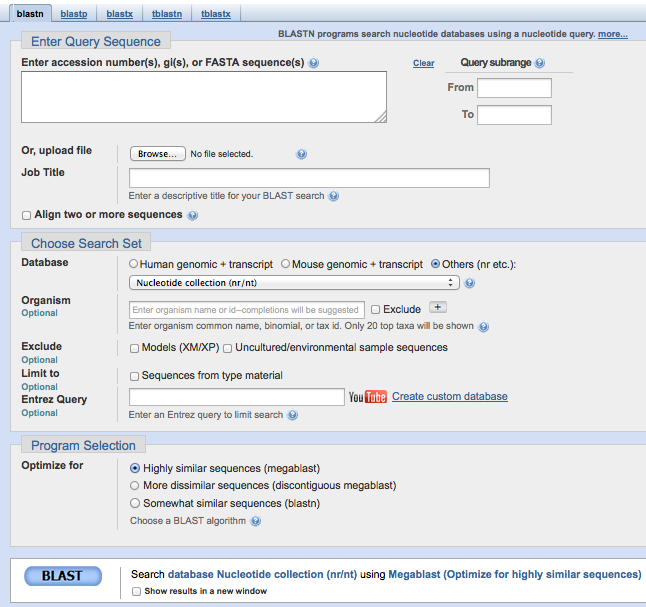 blastn blastp blastx tblastn tblastx
BLASTN programs search nucleotide databases using a nucleotide query. more...
Enter Query Sequence
Enter accession number(s), gi(s), or FASTA sequence(s) Clear Query subrange
From
To
Or, upload file Browse... No file selected.
Job Title
Enter a descriptive title for your BLAST search
Align two or more sequences
Choose Search Set
Database Human genomic + transcript Mouse genomic + transcript Others (nr etc.):
Nucleotide collection (nr/nt)
Organism
Optional Enter organism name or id--completions will be suggested Exclude +
Enter organism common name, binomial, or tax id. Only 20 top taxa will be shown
Exclude Models (XM/XP) Uncultured/environmental sample sequences
Optional
Limit to Sequences from type material
Optional
Entrez Query YouTube Create custom database
Optional Enter an Entrez query to limit search
Program Selection
Optimize for Highly similar sequences (megablast)
More dissimilar sequences (discontiguous megablast)
Somewhat similar sequences (blastn)
Choose a BLAST algorithm
BLAST Search database Nucleotide collection (nr/nt) using Megablast (Optimize for highly similar sequences)
Show results in a new window